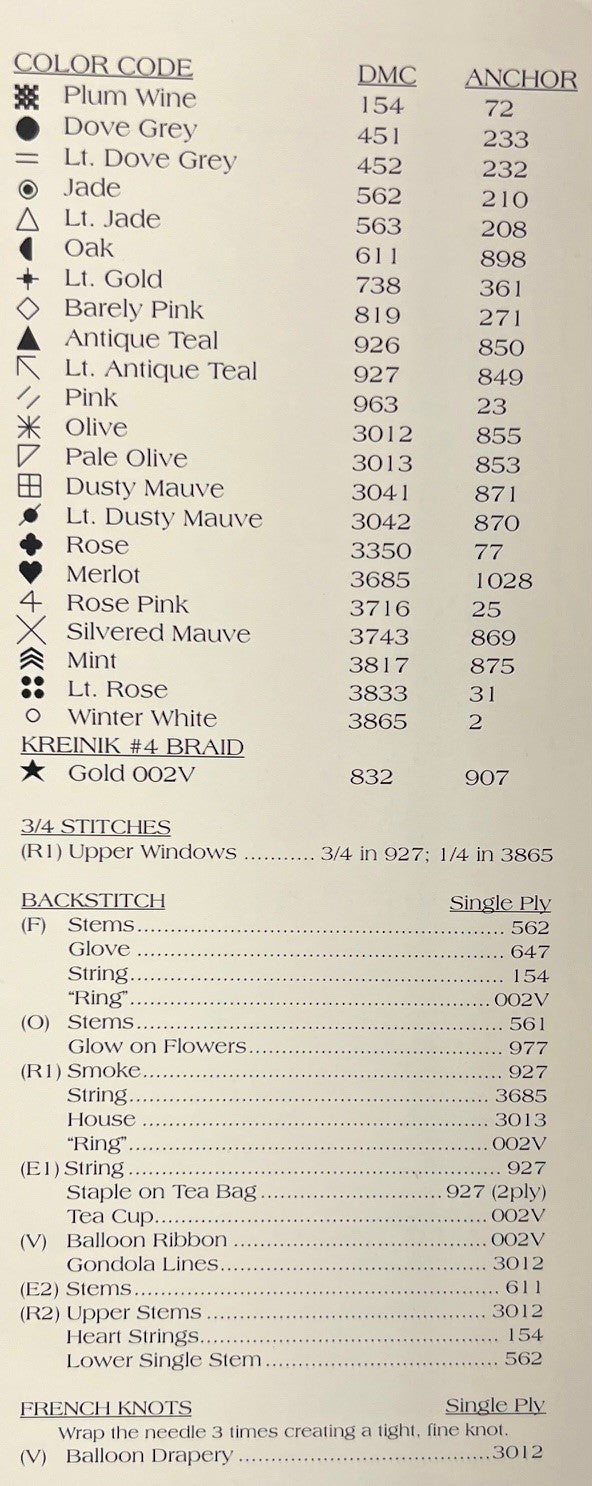 COLOR CODE DMC ANCHOR
Plum Wine 154 72
Dove Grey 451 233
Lt. Dove Grey 452 232
Jade 562 210
Lt. Jade 563 208
Oak 611 898
Lt. Gold 738 361
Barely Pink 819 271
Antique Teal 926 850
Lt. Antique Teal 927 849
Pink 963 23
Olive 3012 855
Pale Olive 3013 853
Dusty Mauve 3041 871
Lt. Dusty Mauve 3042 870
Rose 3350 77
Merlot 3685 1028
Rose Pink 3716 25
Silvered Mauve 3743 869
Mint 3817 875
Lt. Rose 3833 31
Winter White 3865 2
KREINIK #4 BRAID
Gold 002V 832 907
3/4 STITCHES
(R1) Upper Windows ........... 3/4 in 927; 1/4 in 3865
BACKSTITCH Single Ply
(F) Stems........................................................ 562
Glove ........................................................ 647
String........................................................ 154
"Ring"...................................................... 002V
(O) Stems........................................................ 561
Glow on Flowers....................................... 977
(R1) Smoke...................................................... 927
String...................................................... 3685
House .................................................... 3013
"Ring"...................................................... 002V
(E1) String ........................................................ 927
Staple on Tea Bag ............................ 927 (2ply)
Tea Cup.................................................. 002V
(V) Balloon Ribbon ...................................... 002V
Gondola Lines........................................ 3012
(E2) Stems........................................................ 611
(R2) Upper Stems .......................................... 3012
Heart Strings............................................. 154
Lower Single Stem ................................... 562
FRENCH KNOTS Single Ply
Wrap the needle 3 times creating a tight, fine knot.
(V) Balloon Drapery ......................................3012